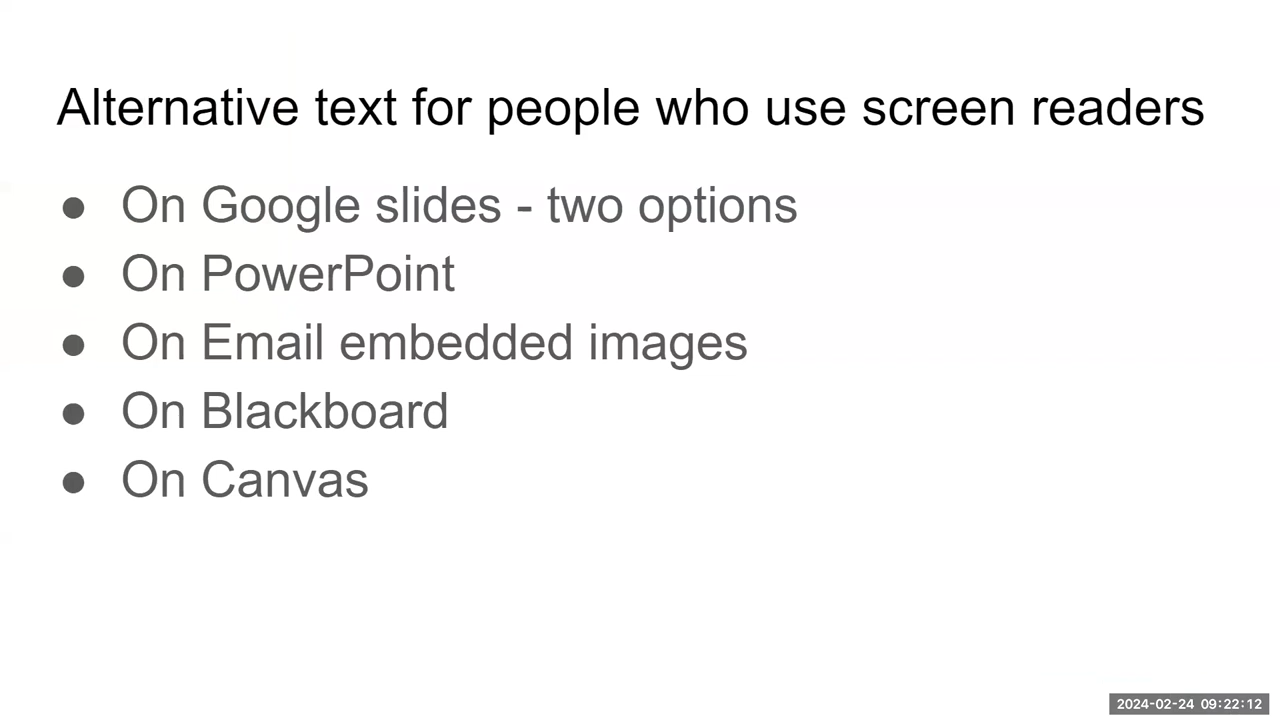 Alternative text for people who use screen readers
● On Google slides - two options
● On PowerPoint
● On Email embedded images
● On Blackboard
● On Canvas
2024-02-24 09:22:12